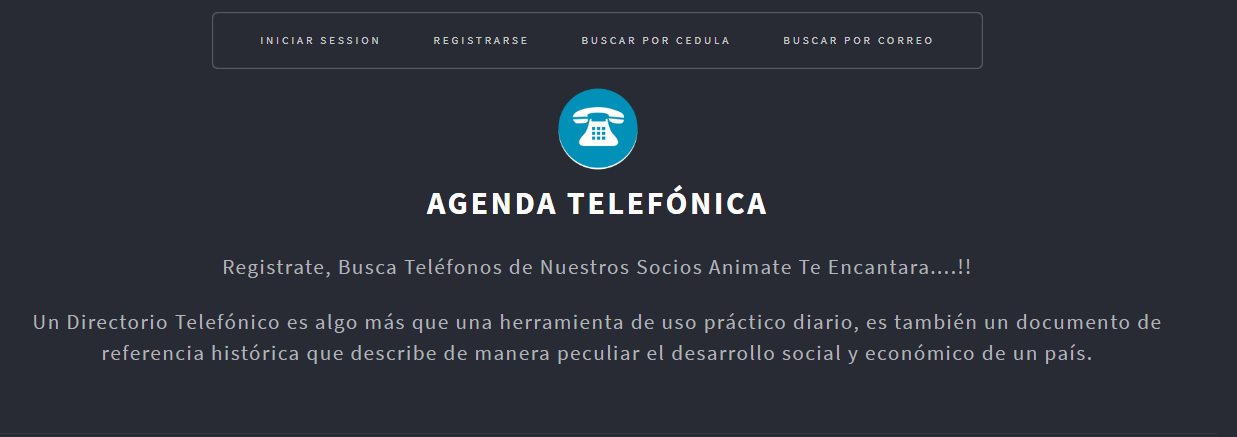 INICIAR SESSION REGISTRARSE BUSCAR POR CEDULA BUSCAR POR CORREO
AGENDA TELEFÓNICA
Registrate, Busca Teléfonos de Nuestros Socios Animate Te Encantara....!!
Un Directorio Telefónico es algo más que una herramienta de uso práctico diario, es también un documento de
referencia histórica que describe de manera peculiar el desarrollo social y económico de un país.